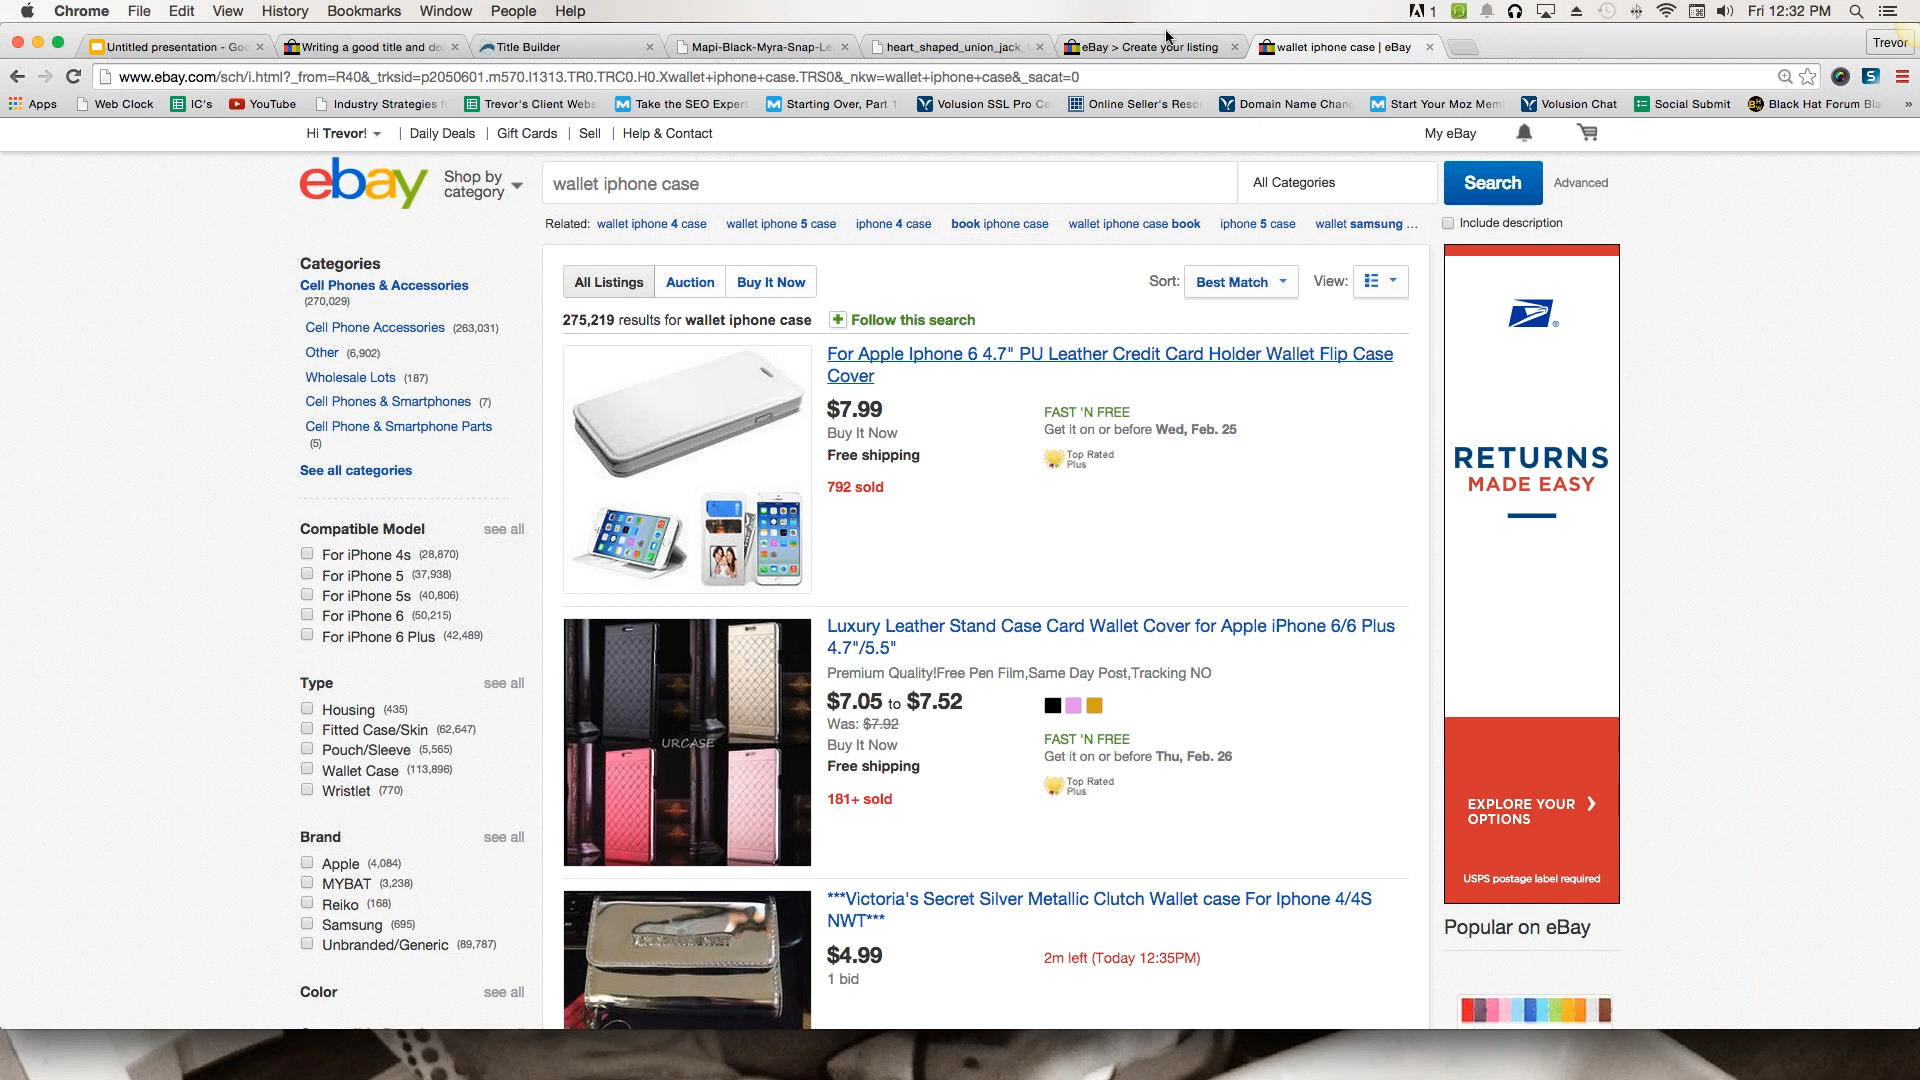 Chrome File Edit View History Bookmarks Window People Help
1 Fri 12:32 PM
Untitled presentation - Goo
Writing a good title and de
Title Builder
Mapi-Black-Myra-Snap-Le
heart_shaped_union_jack
eBay > Create your listing
wallet iphone case | eBay
Trevor
www.ebay.com/sch/i.html?_from=R40&_trksid=p2050601.m570.l1313.TR0.TRC0.H0.Xwallet+iphone+case.TRS0&_nkw=wallet+iphone+case&_sacat=0
Apps Web Clock IC's YouTube Industry Strategies Trevor's Client Webs Take the SEO Expert Starting Over, Part 1 Volusion SSL Pro Ce Online Seller's Reso Domain Name Chang Start Your Moz Mem Volusion Chat Social Submit Black Hat Forum Bla »
Hi Trevor! | Daily Deals | Gift Cards | Sell | Help & Contact
My eBay
ebay
Shop by
category
wallet iphone case
All Categories
Search
Advanced
Related: wallet iphone 4 case wallet iphone 5 case iphone 4 case book iphone case wallet iphone case book iphone 5 case wallet samsung ...
Include description
Categories
Cell Phones & Accessories
(270,029)
Cell Phone Accessories (263,031)
Other (6,902)
Wholesale Lots (187)
Cell Phones & Smartphones (7)
Cell Phone & Smartphone Parts
(5)
See all categories
Compatible Model see all
For iPhone 4s (28,870)
For iPhone 5 (37,938)
For iPhone 5s (40,806)
For iPhone 6 (50,215)
For iPhone 6 Plus (42,489)
Type see all
Housing (435)
Fitted Case/Skin (62,647)
Pouch/Sleeve (5,565)
Wallet Case (113,896)
Wristlet (770)
Brand see all
Apple (4,084)
MYBAT (3,238)
Reiko (168)
Samsung (695)
Unbranded/Generic (89,787)
Color see all
All Listings Auction Buy It Now
Sort: Best Match View:
275,219 results for wallet iphone case
Follow this search
For Apple Iphone 6 4.7" PU Leather Credit Card Holder Wallet Flip Case
Cover
$7.99
Buy It Now
Free shipping
792 sold
FAST 'N FREE
Get it on or before Wed, Feb. 25
Top Rated
Plus
URCASE
Luxury Leather Stand Case Card Wallet Cover for Apple iPhone 6/6 Plus
4.7"/5.5"
Premium Quality!Free Pen Film,Same Day Post,Tracking NO
$7.05 to $7.52
Was: $7.92
Buy It Now
Free shipping
181+ sold
FAST 'N FREE
Get it on or before Thu, Feb. 26
Top Rated
Plus
***Victoria's Secret Silver Metallic Clutch Wallet case For Iphone 4/4S
NWT***
$4.99
1 bid
2m left (Today 12:35PM)
RETURNS
MADE EASY
EXPLORE YOUR
OPTIONS
USPS postage label required
Popular on eBay